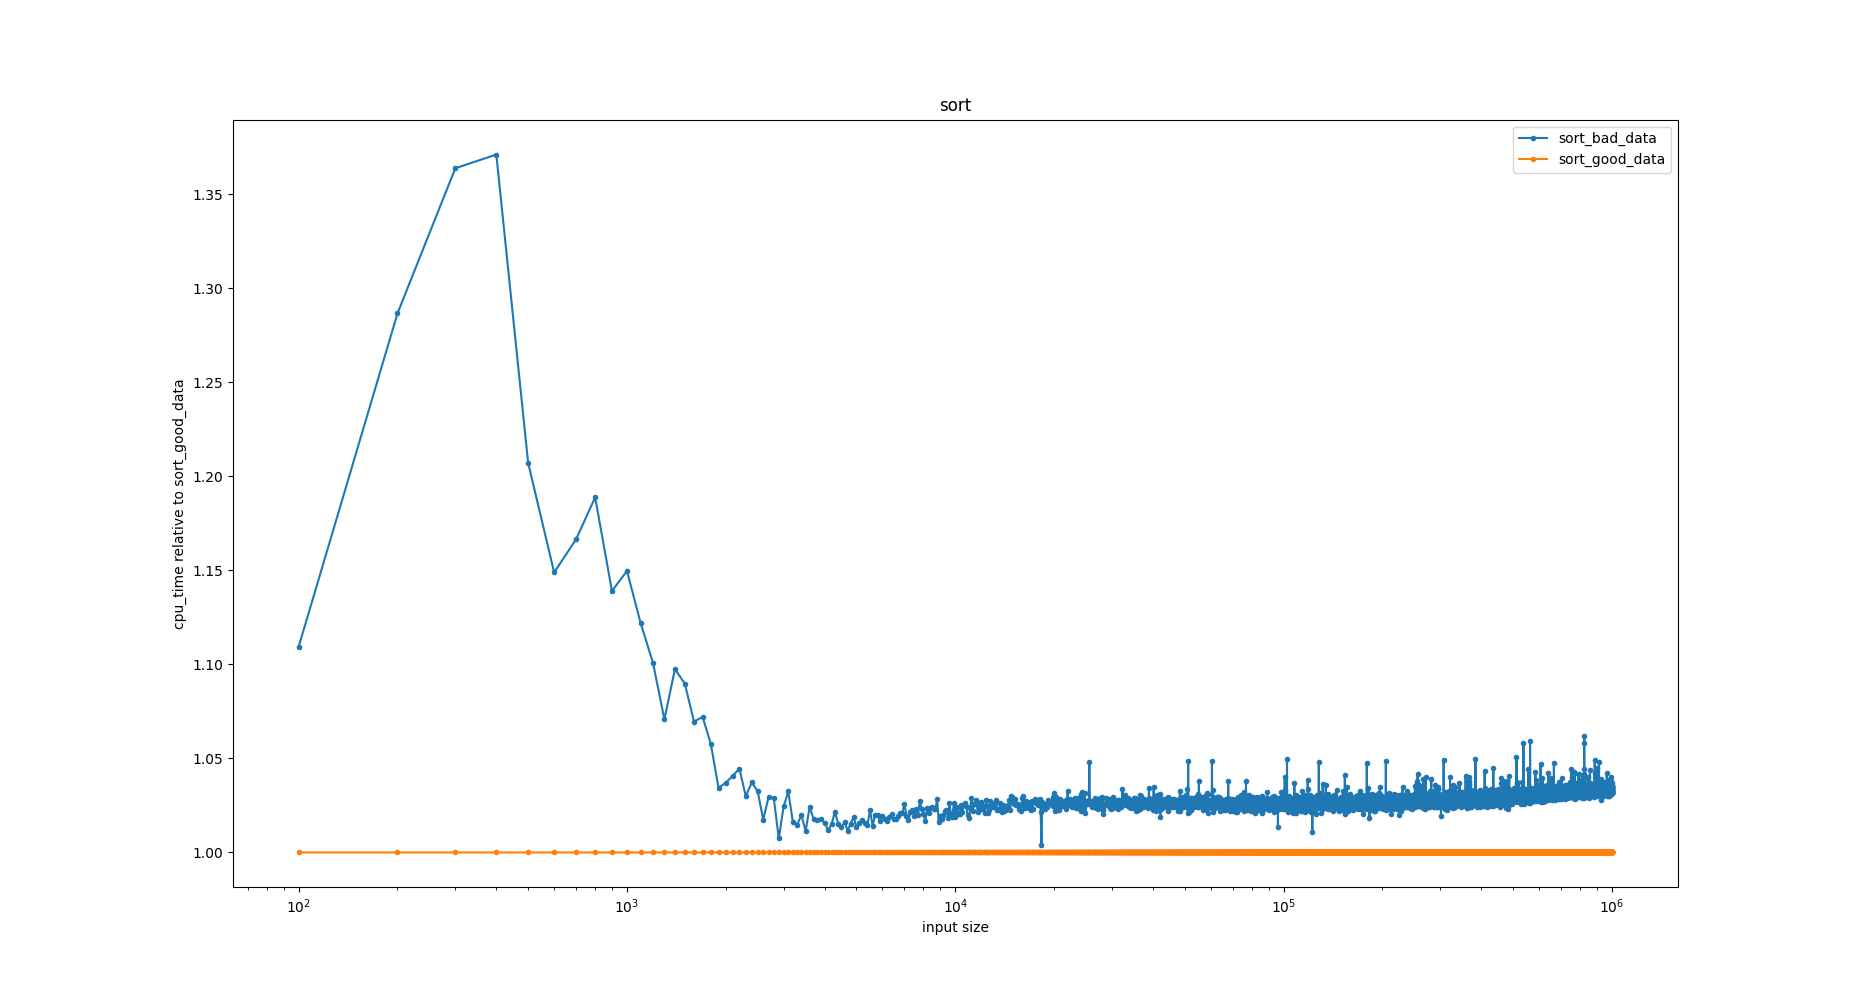 sort
sort_bad_data
sort_good_data
cpu_time relative to sort_good_data
1.35
1.30
1.25
1.20
1.15
1.10
1.05
1.00
10²
10³
10⁴
10⁵
10⁶
input size